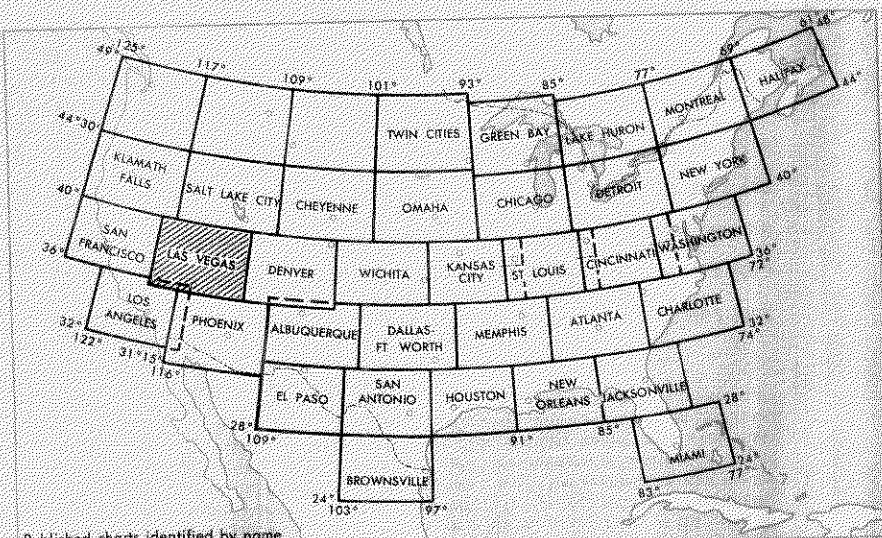 49°
125°
117°
109°
101°
93°
85°
77°
69°
61°
48°
44°
TWIN CITIES
GREEN BAY
LAKE HURON
MONTREAL
HALIFAX
44°30'
KLAMATH
FALLS
SALT LAKE CITY
CHEYENNE
OMAHA
CHICAGO
DETROIT
NEW YORK
40°
40°
SAN
FRANCISCO
LAS VEGAS
DENVER
WICHITA
KANSAS
CITY
ST. LOUIS
CINCINNATI
WASHINGTON
36°
36°
72°
LOS
ANGELES
PHOENIX
ALBUQUERQUE
DALLAS-
FT WORTH
MEMPHIS
ATLANTA
CHARLOTTE
32°
122°
31°15'
116°
32°
74°
EL PASO
SAN
ANTONIO
HOUSTON
NEW
ORLEANS
JACKSONVILLE
28°
109°
91°
85°
28°
BROWNSVILLE
MIAMI
24°
103°
97°
83°
24°
77°
Published charts identified by name